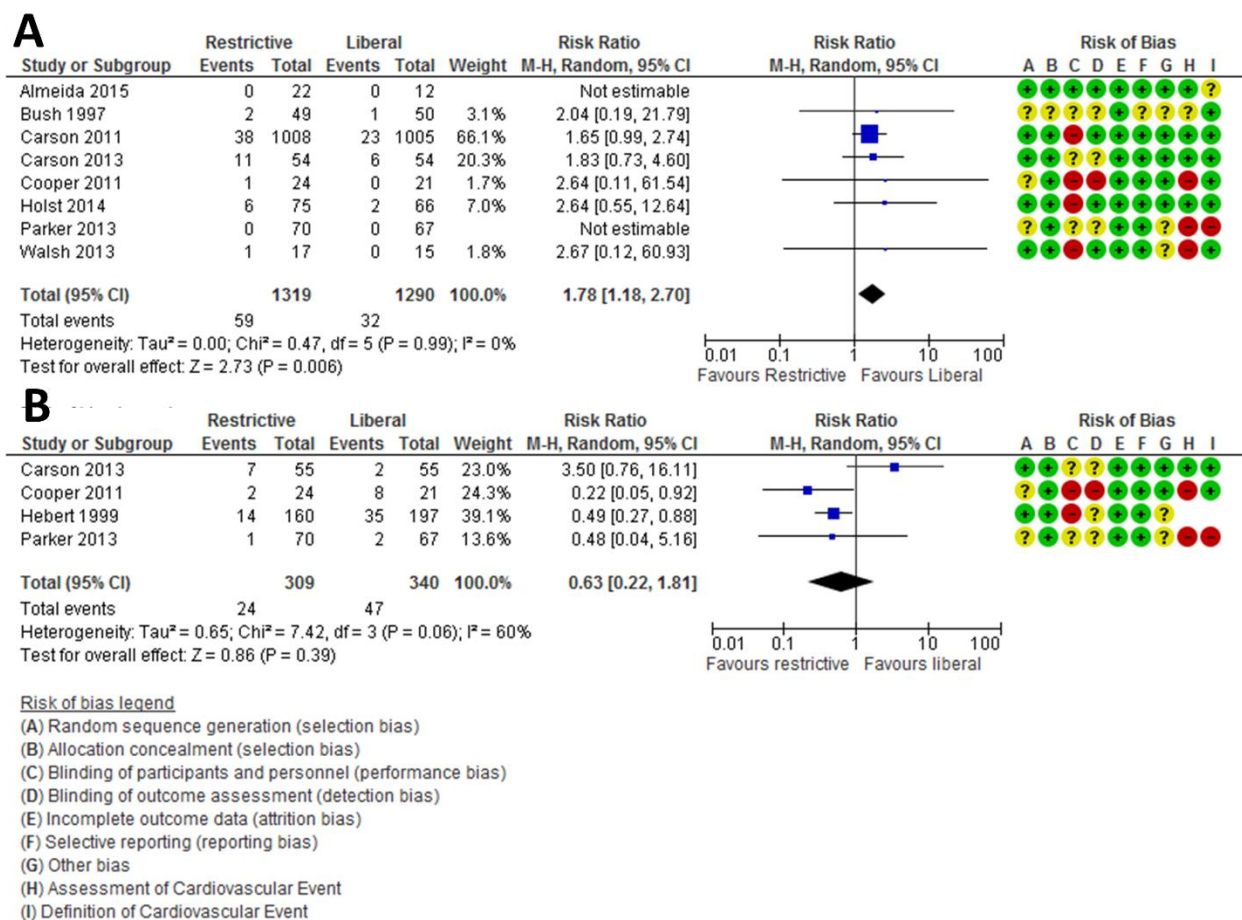 A
Restrictive Liberal Risk Ratio Risk Ratio Risk of Bias
Study or Subgroup Events Total Events Total Weight M-H, Random, 95% CI M-H, Random, 95% CI A B C D E F G H I
Almeida 2015 0 22 0 12 Not estimable + + + + + + + + ?
Bush 1997 2 49 1 50 3.1% 2.04 [0.19, 21.79] ? ? ? ? + ? ? ? +
Carson 2011 38 1008 23 1005 66.1% 1.65 [0.99, 2.74] + + - + + + + + +
Carson 2013 11 54 6 54 20.3% 1.83 [0.73, 4.60] + + ? ? + + + + +
Cooper 2011 1 24 0 21 1.7% 2.64 [0.11, 61.54] ? + - - + + + - +
Holst 2014 6 75 2 66 7.0% 2.64 [0.55, 12.64] + + - + + + + + +
Parker 2013 0 70 0 67 Not estimable ? + ? ? + + ? - -
Walsh 2013 1 17 0 15 1.8% 2.67 [0.12, 60.93] + + - + + + ? - +
Total (95% CI) 1319 1290 100.0% 1.78 [1.18, 2.70]
Total events 59 32
Heterogeneity: Tau² = 0.00; Chi² = 0.47, df = 5 (P = 0.99); I² = 0%
Test for overall effect: Z = 2.73 (P = 0.006)
0.01 0.1 1 10 100
Favours Restrictive Favours Liberal
B
Restrictive Liberal Risk Ratio Risk Ratio Risk of Bias
Study or Subgroup Events Total Events Total Weight M-H, Random, 95% CI M-H, Random, 95% CI A B C D E F G H I
Carson 2013 7 55 2 55 23.0% 3.50 [0.76, 16.11] + + ? ? + + + + +
Cooper 2011 2 24 8 21 24.3% 0.22 [0.05, 0.92] ? + - - + + + - +
Hebert 1999 14 160 35 197 39.1% 0.49 [0.27, 0.88] + + - ? + + ?
Parker 2013 1 70 2 67 13.6% 0.48 [0.04, 5.16] ? + ? ? + + ? - -
Total (95% CI) 309 340 100.0% 0.63 [0.22, 1.81]
Total events 24 47
Heterogeneity: Tau² = 0.65; Chi² = 7.42, df = 3 (P = 0.06); I² = 60%
Test for overall effect: Z = 0.86 (P = 0.39)
0.01 0.1 1 10 100
Favours restrictive Favours liberal
Risk of bias legend
(A) Random sequence generation (selection bias)
(B) Allocation concealment (selection bias)
(C) Blinding of participants and personnel (performance bias)
(D) Blinding of outcome assessment (detection bias)
(E) Incomplete outcome data (attrition bias)
(F) Selective reporting (reporting bias)
(G) Other bias
(H) Assessment of Cardiovascular Event
(I) Definition of Cardiovascular Event